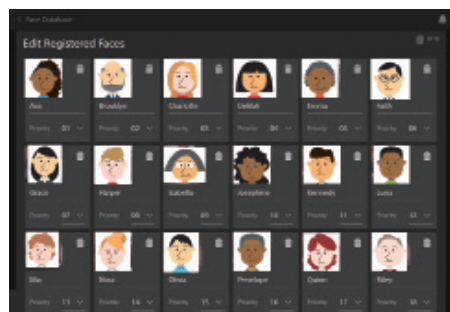 Face Database
Edit Registered Faces
Ava Brooklyn Charlotte Delilah Emma Faith
Priority 01 Priority 02 Priority 03 Priority 04 Priority 05 Priority 06
Grace Harper Isabella Josephine Kennedy Luna
Priority 07 Priority 08 Priority 09 Priority 10 Priority 11 Priority 12
Mia Nova Olivia Penelope Quinn Riley
Priority 13 Priority 14 Priority 15 Priority 16 Priority 17 Priority 18